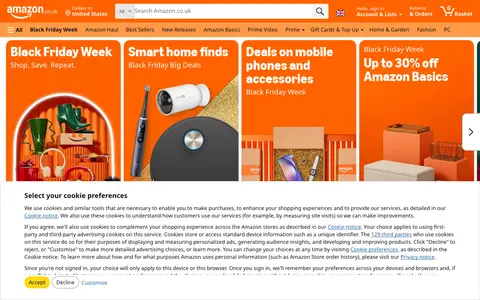 amazon.co.uk
Deliver to
United States
All
Search Amazon.co.uk
Hello, sign in
Account & Lists
Returns
& Orders
0
Basket
All
Black Friday Week
Amazon Haul
Best Sellers
New Releases
Amazon Basics
Prime Video
Prime
Gift Cards & Top Up
Home & Garden
Fashion
PC
Black Friday Week
Shop. Save. Repeat.
Smart home finds
Black Friday Big Deals
Deals on mobile
phones and
accessories
Black Friday Week
Black Friday Week
Up to 30% off
Amazon Basics
Select your cookie preferences
We use cookies and similar tools that are necessary to enable you to make purchases, to enhance your shopping experiences and to provide our services, as detailed in our
Cookie notice. We also use these cookies to understand how customers use our services (for example, by measuring site visits) so we can make improvements.
If you agree, we'll also use cookies to complement your shopping experience across the Amazon stores as described in our Cookie notice. Your choice applies to using first-
party and third-party advertising cookies on this service. Cookies store or access standard device information such as a unique identifier. The 129 third parties who use cookies
on this service do so for their purposes of displaying and measuring personalized ads, generating audience insights, and developing and improving products. Click "Decline" to
reject, or "Customise" to make more detailed advertising choices, or learn more. You can change your choices at any time by visiting Cookie preferences, as described in the
Cookie notice. To learn more about how and for what purposes Amazon uses personal information (such as Amazon Store order history), please visit our Privacy notice.
Since you're not signed in, your choice will only apply to this device and this browser. Once you sign in, we'll remember your preferences across your devices and browsers and, if
Accept
Decline
Customise